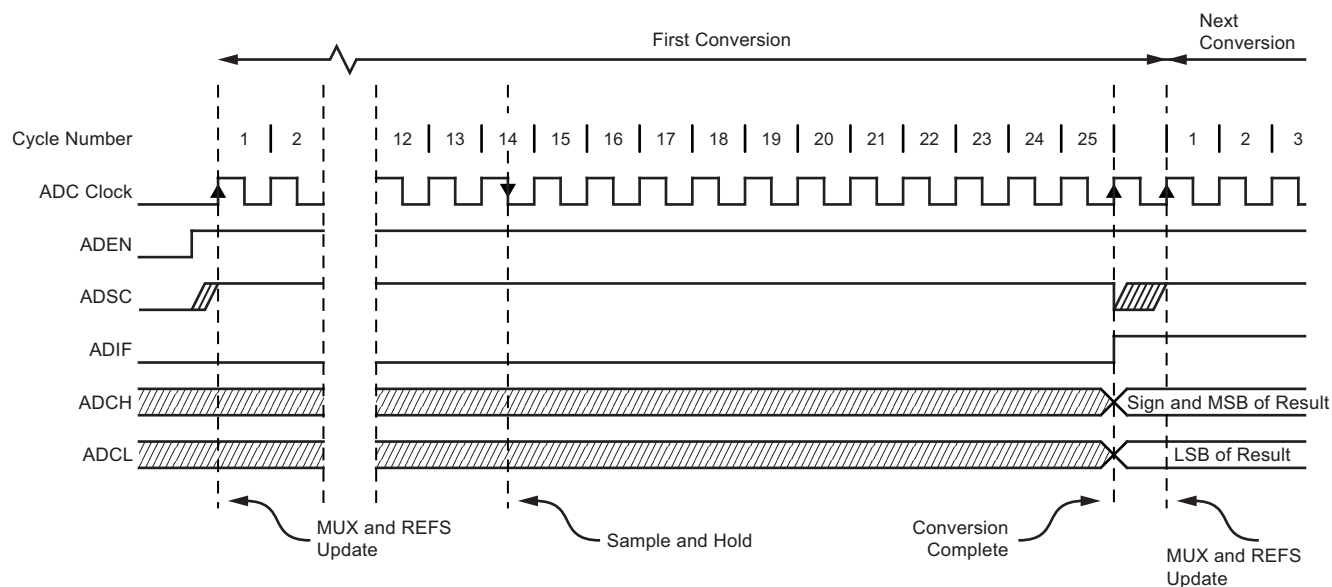 Next
Conversion
First Conversion
Cycle Number
1 2 12 13 14 15 16 17 18 19 20 21 22 23 24 25 1 2 3
ADC Clock
ADEN
ADSC
ADIF
ADCH
Sign and MSB of Result
ADCL
LSB of Result
MUX and REFS
Update
Sample and Hold
Conversion
Complete
MUX and REFS
Update